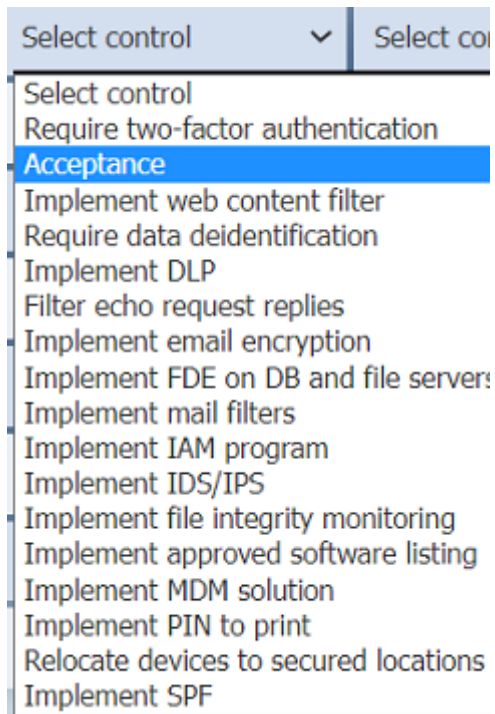 Select control
Select
Select control
Require two-factor authentication
Acceptance
Implement web content filter
Require data deidentification
Implement DLP
Filter echo request replies
Implement email encryption
Implement FDE on DB and file servers
Implement mail filters
Implement IAM program
Implement IDS/IPS
Implement file integrity monitoring
Implement approved software listing
Implement MDM solution
Implement PIN to print
Relocate devices to secured locations
Implement SPF